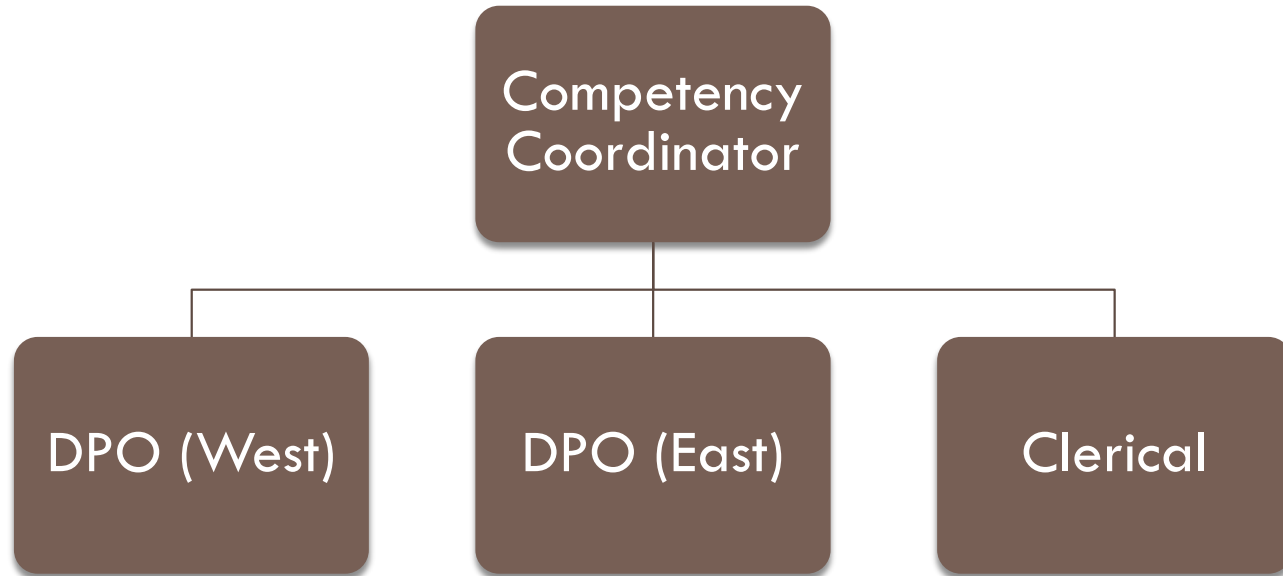 Competency
Coordinator
DPO (West)
DPO (East)
Clerical